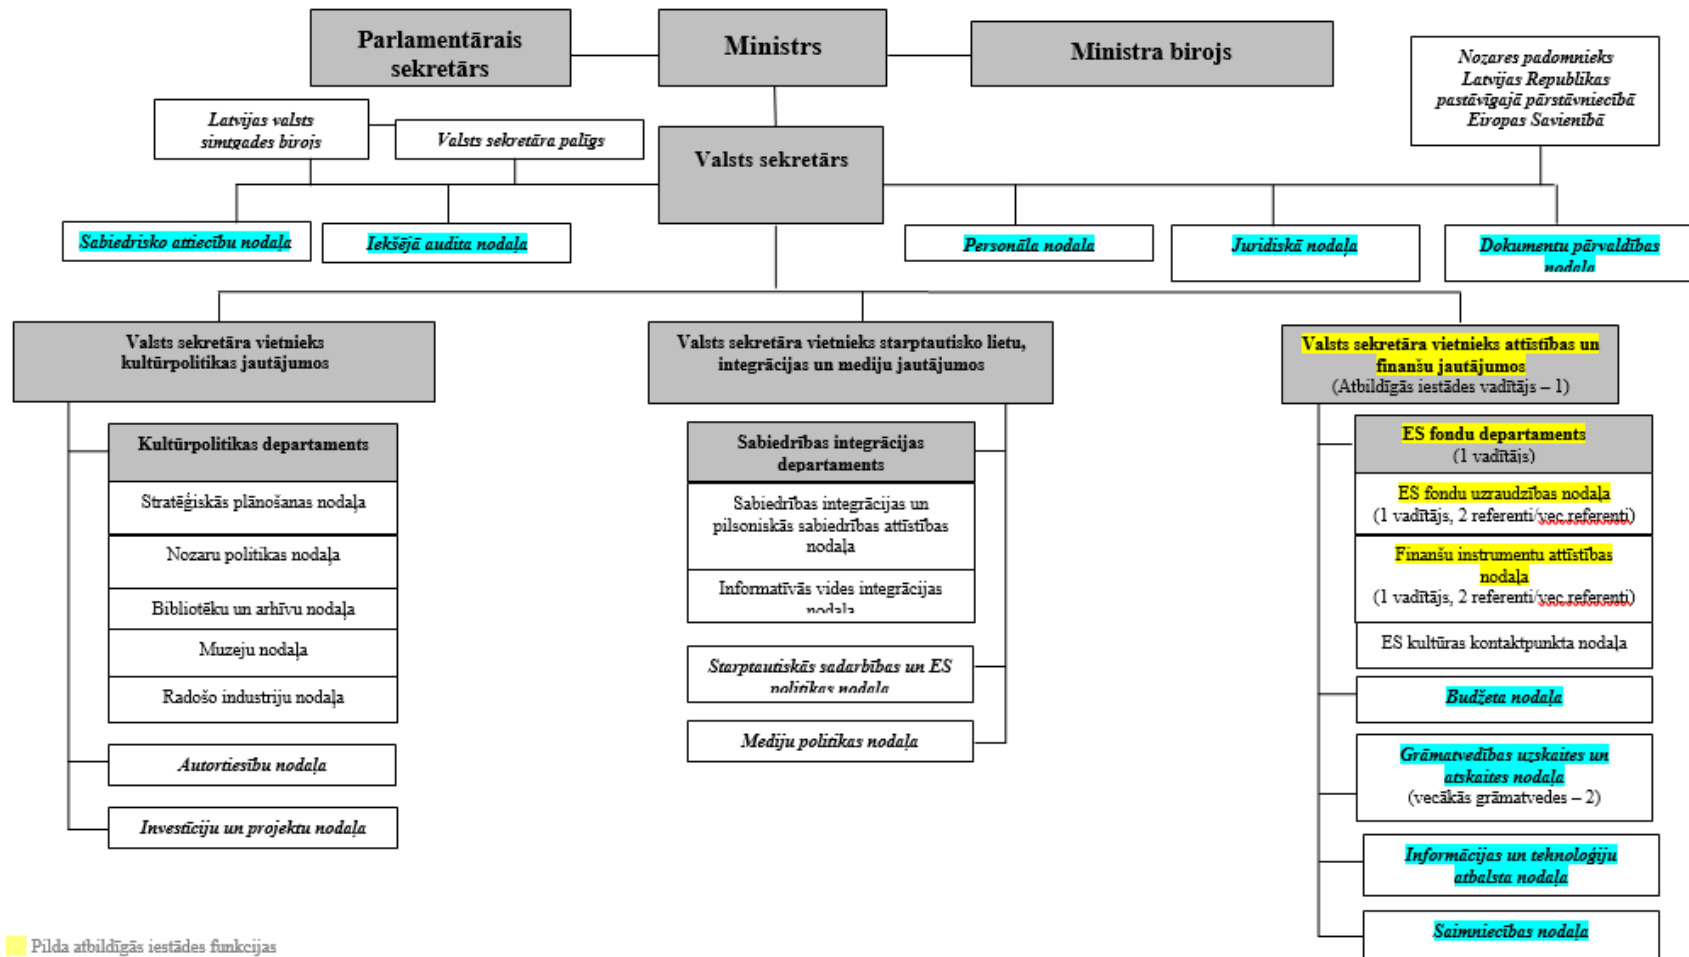 Parlamentārais
sekretārs
Ministrs
Ministra birojs
Nozares padomnieks
Latvijas Republikas
pastāvīgajā pārstāvniecībā
Eiropas Savienībā
Latvijas valsts
simtgades birojs
Valsts sekretāra palīgs
Valsts sekretārs
Sabiedrisko attiecību nodaļa
Iekšējā audita nodaļa
Personāla nodaļa
Juridiskā nodaļa
Dokumentu pārvaldības
nodaļa
Valsts sekretāra vietnieks
kultūrpolitikas jautājumos
Valsts sekretāra vietnieks starptautisko lietu,
integrācijas un mediju jautājumos
Valsts sekretāra vietnieks attīstības un
finanšu jautājumos
(Atbildīgās iestādes vadītājs – 1)
Kultūrpolitikas departaments
Stratēģiskās plānošanas nodaļa
Nozaru politikas nodaļa
Bibliotēku un arhīvu nodaļa
Muzeju nodaļa
Radošo industriju nodaļa
Autortiesību nodaļa
Investīciju un projektu nodaļa
Sabiedrības integrācijas
departaments
Sabiedrības integrācijas un
pilsoniskās sabiedrības attīstības
nodaļa
Informatīvās vides integrācijas
nodaļa
Starptautiskās sadarbības un ES
politikas nodaļa
Mediju politikas nodaļa
ES fondu departaments
(1 vadītājs)
ES fondu uzraudzības nodaļa
(1 vadītājs, 2 referenti/vec.referenti)
Finanšu instrumentu attīstības
nodaļa
(1 vadītājs, 2 referenti/vec.referenti)
ES kultūras kontaktpunkta nodaļa
Budžeta nodaļa
Grāmatvedības uzskaites un
atskaites nodaļa
(vecākās grāmatvedes – 2)
Informācijas un tehnoloģiju
atbalsta nodaļa
Saimniecības nodaļa
Pilda atbildīgās iestādes funkcijas